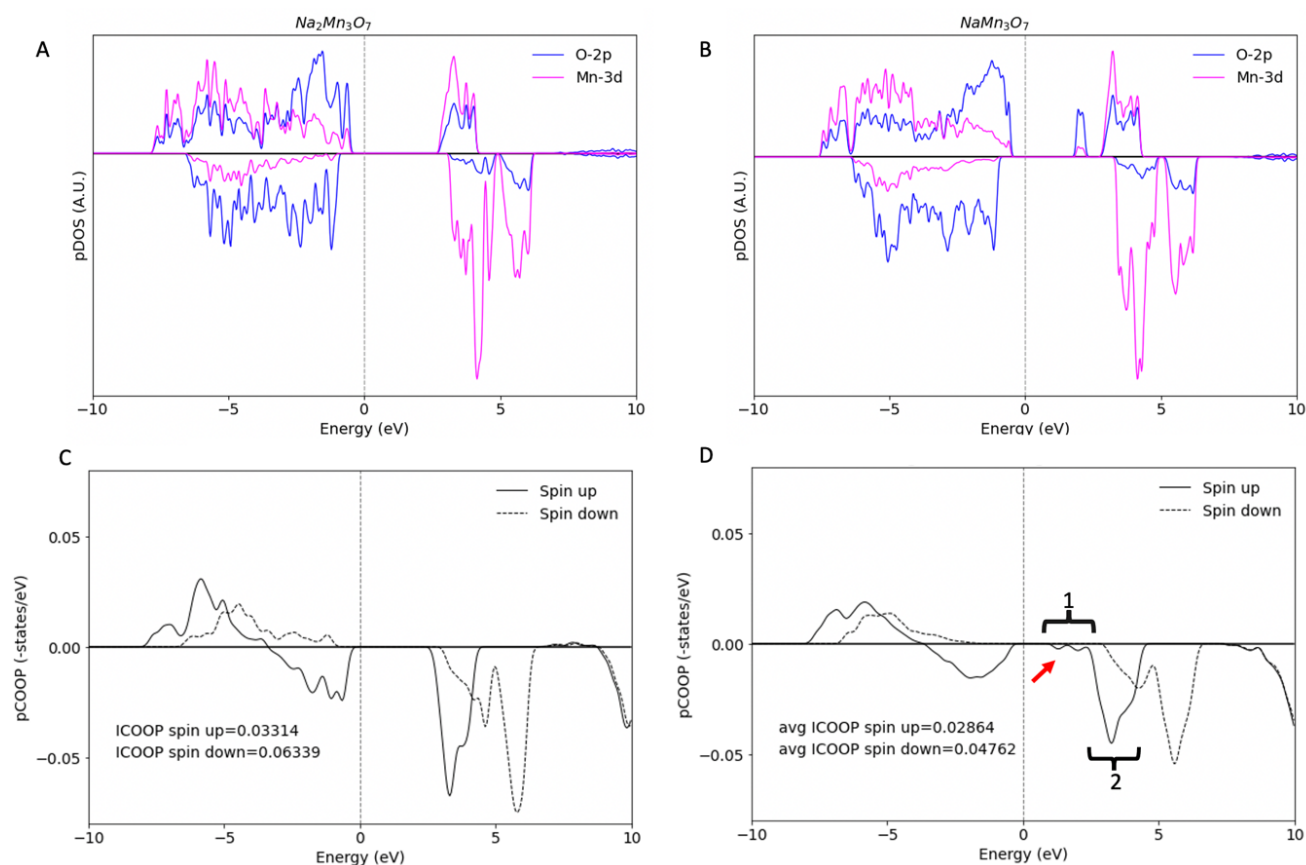 Na₂Mn₃O₇
A
O-2p
Mn-3d
pDOS (A.U.)
−10 −5 0 5 10
Energy (eV)
NaMn₃O₇
B
O-2p
Mn-3d
pDOS (A.U.)
−10 −5 0 5 10
Energy (eV)
C
Spin up
Spin down
0.05
0.00
−0.05
pCOOP (-states/eV)
ICOOP spin up=0.03314
ICOOP spin down=0.06339
−10 −5 0 5 10
Energy (eV)
D
Spin up
Spin down
0.05
0.00
−0.05
pCOOP (-states/eV)
1
avg ICOOP spin up=0.02864
avg ICOOP spin down=0.04762
2
−10 −5 0 5 10
Energy (eV)